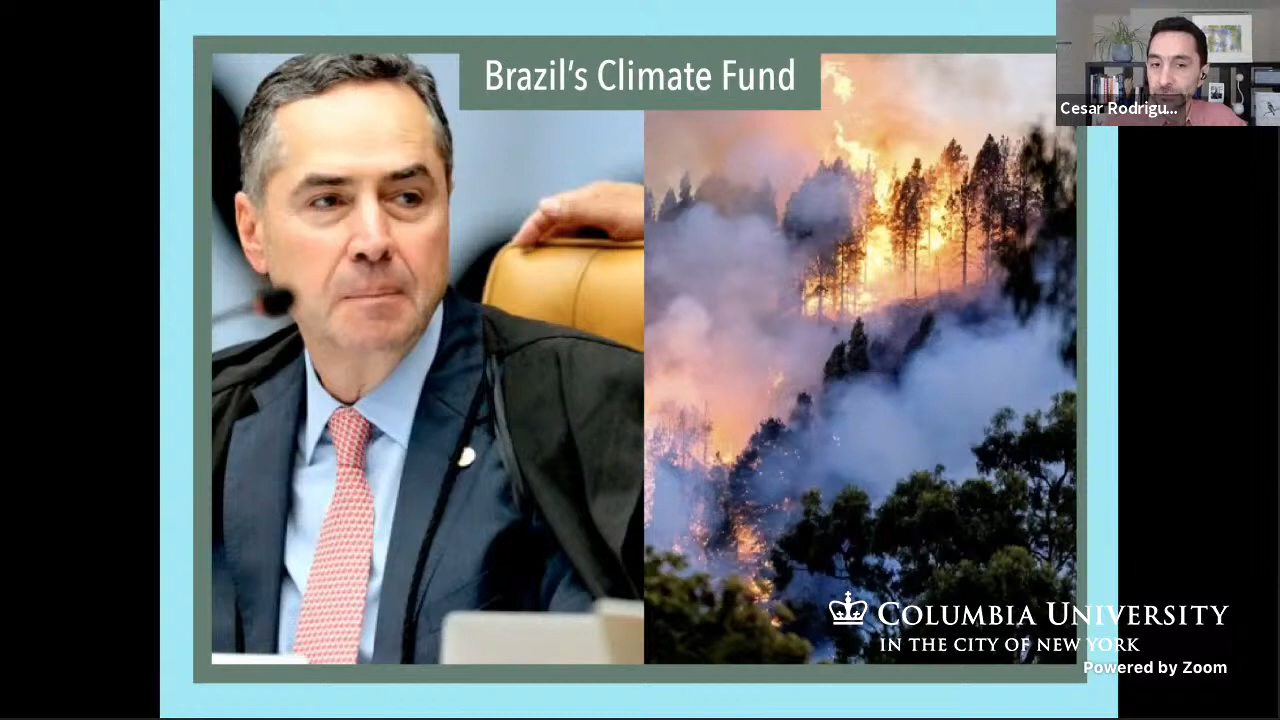 Brazil's Climate Fund
Cesar Rodrigu...
COLUMBIA UNIVERSITY
IN THE CITY OF NEW YORK
Powered by Zoom